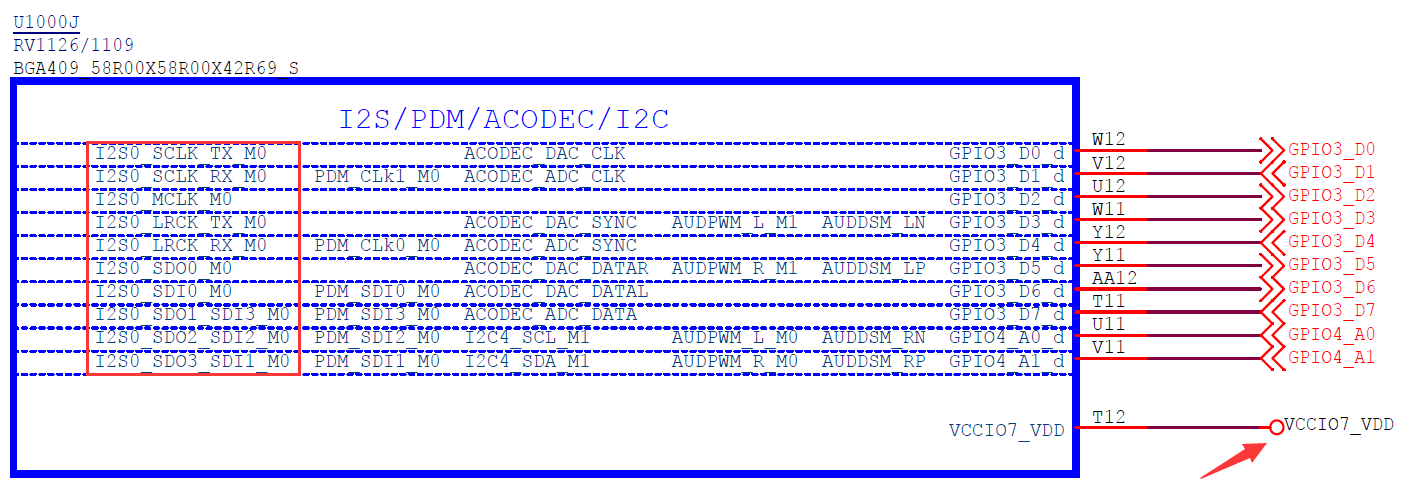 U1000J
RV1126/1109
BGA409_58R00X58R00X42R69_S
I2S/PDM/ACODEC/I2C
I2S0_SCLK_TX_M0 ACODEC_DAC_CLK GPIO3_D0_d W12 GPIO3_D0
I2S0_SCLK_RX_M0 PDM_CLk1_M0 ACODEC_ADC_CLK GPIO3_D1_d V12 GPIO3_D1
I2S0_MCLK_M0 GPIO3_D2_d U12 GPIO3_D2
I2S0_LRCK_TX_M0 ACODEC_DAC_SYNC AUDPWM_L_M1 AUDDSM_LN GPIO3_D3_d W11 GPIO3_D3
I2S0_LRCK_RX_M0 PDM_CLk0_M0 ACODEC_ADC_SYNC GPIO3_D4_d Y12 GPIO3_D4
I2S0_SDO0_M0 ACODEC_DAC_DATAR AUDPWM_R_M1 AUDDSM_LP GPIO3_D5_d Y11 GPIO3_D5
I2S0_SDI0_M0 PDM_SDI0_M0 ACODEC_DAC_DATAL GPIO3_D6_d AA12 GPIO3_D6
I2S0_SDO1_SDI3_M0 PDM_SDI3_M0 ACODEC_ADC_DATA GPIO3_D7_d T11 GPIO3_D7
I2S0_SDO2_SDI2_M0 PDM_SDI2_M0 I2C4_SCL_M1 AUDPWM_L_M0 AUDDSM_RN GPIO4_A0_d U11 GPIO4_A0
I2S0_SDO3_SDI1_M0 PDM_SDI1_M0 I2C4_SDA_M1 AUDPWM_R_M0 AUDDSM_RP GPIO4_A1_d V11 GPIO4_A1
VCCIO7_VDD T12 VCCIO7_VDD